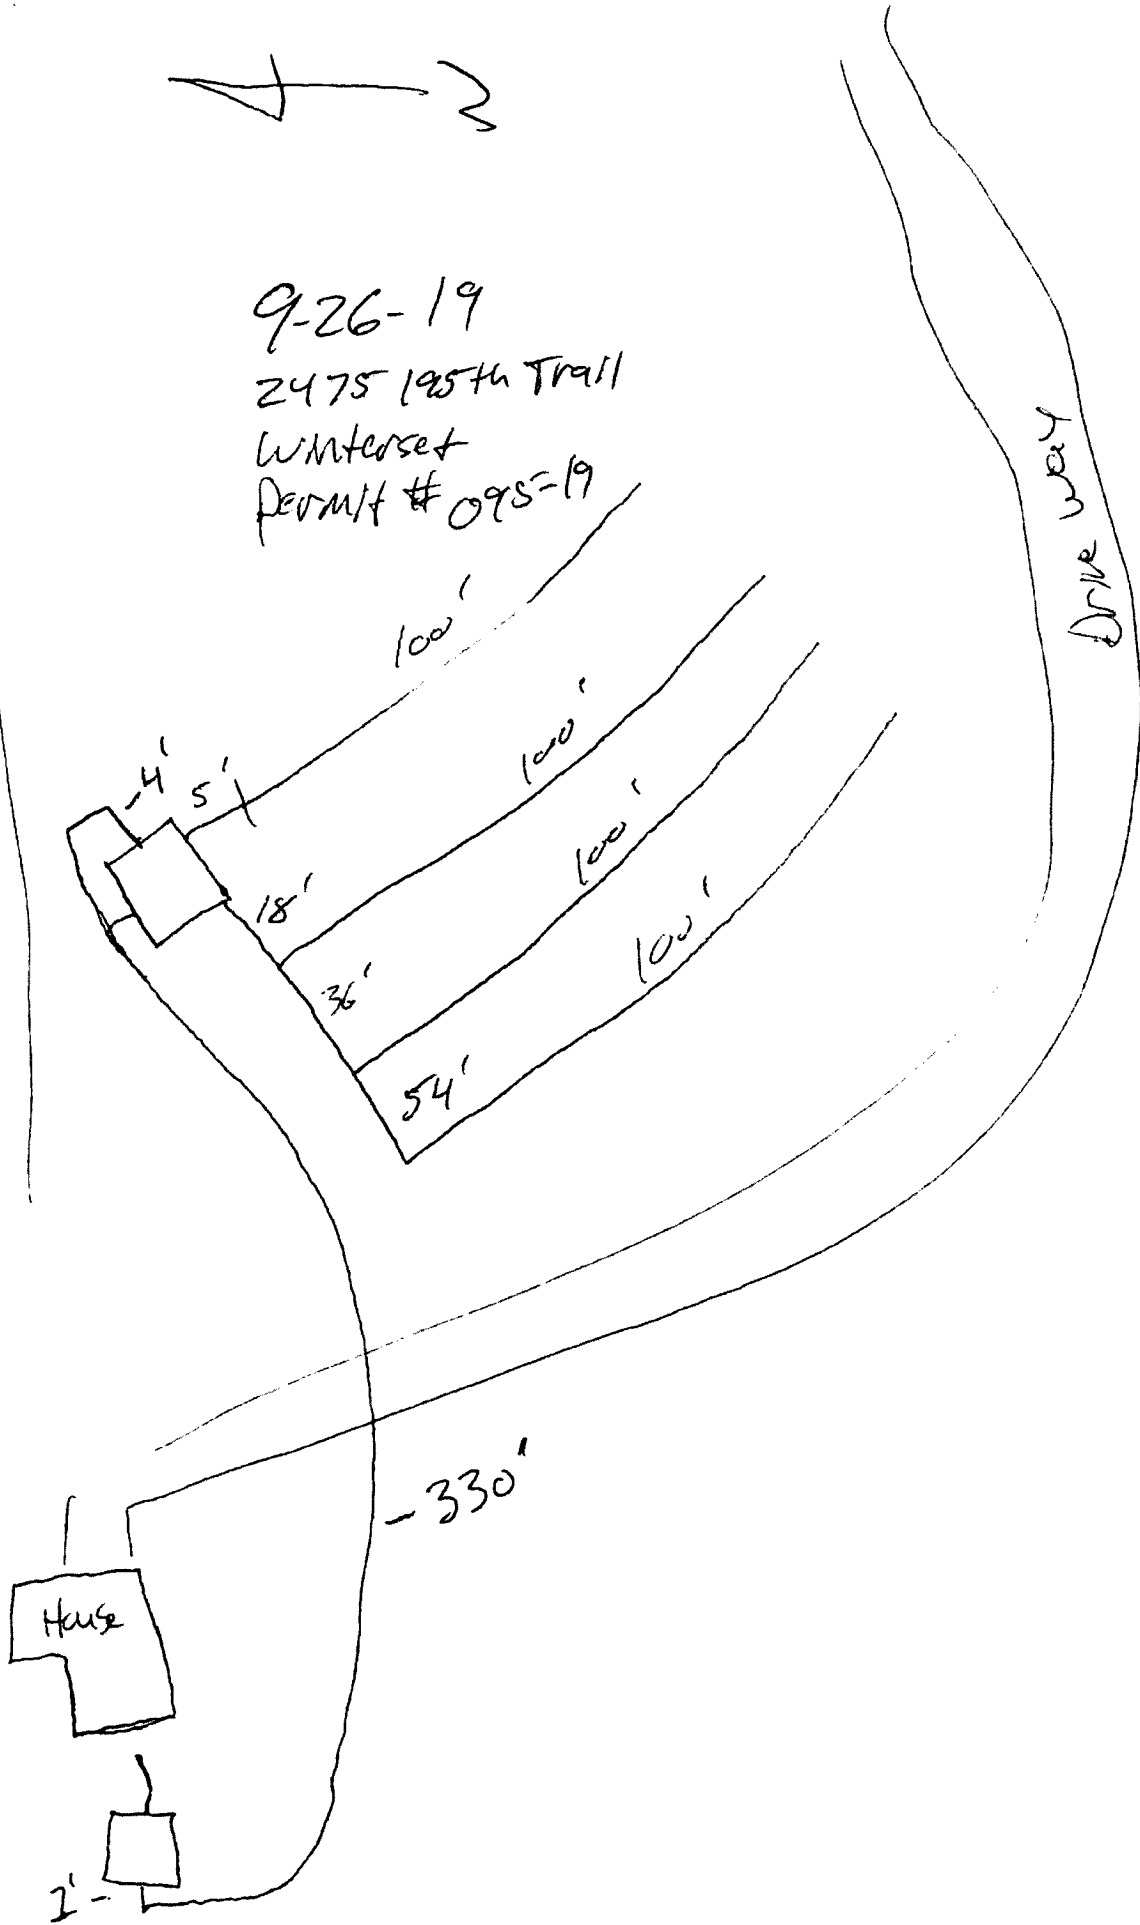 N
9-26-19
2475 195th Trail
Winterset
Permit # 095-19
100'
4'
5'
100'
18'
100'
36'
100'
54'
Drive way
330'
House
1'